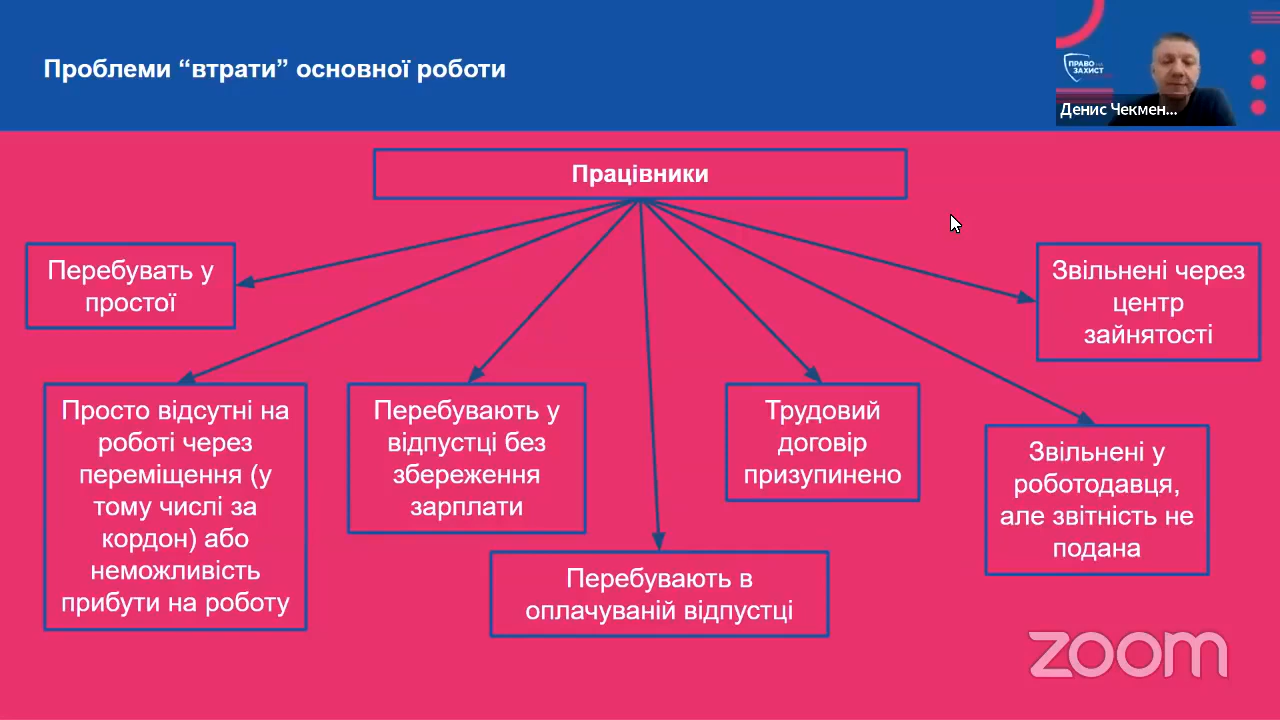 Проблеми “втрати” основної роботи
ПРАВО НА
ЗАХИСТ
Денис Чекмен...
Працівники
Перебувать у
простої
Звільнені через
центр
зайнятості
Просто відсутні на
роботі через
переміщення (у
тому числі за
кордон) або
неможливість
прибути на роботу
Перебувають у
відпустці без
збереження
зарплати
Трудовий
договір
призупинено
Звільнені у
роботодавця,
але звітність не
подана
Перебувають в
оплачуваній відпустці
zoom